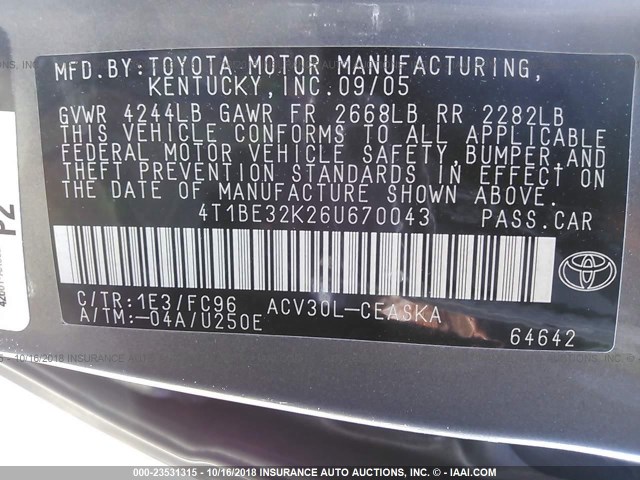 MFD.BY:TOYOTA MOTOR MANUFACTURING,
KENTUCKY, INC.09/05
GVWR 4244LB GAWR FR 2668LB RR 2282LB
THIS VEHICLE CONFORMS TO ALL APPLICABLE
FEDERAL MOTOR VEHICLE SAFETY,BUMPER,AND
THEFT PREVENTION STANDARDS IN EFFECT ON
THE DATE OF MANUFACTURE SHOWN ABOVE.
4T1BE32K26U670043 PASS.CAR
C/TR:1E3/FC96 ACV30L-CEASKA
A/TM:-04A/U250E
64642
TOYOTA
P2
000-23531315 - 10/16/2018 INSURANCE AUTO AUCTIONS, INC. - IAAI.COM